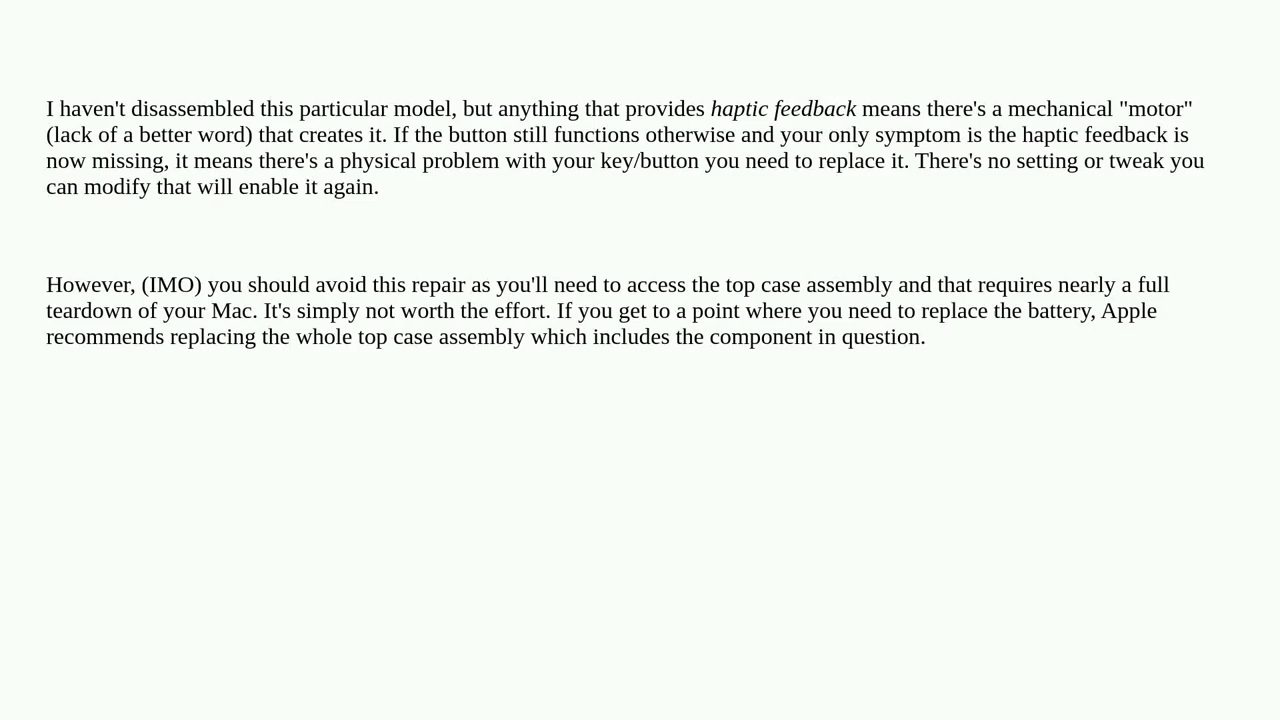 I haven't disassembled this particular model, but anything that provides haptic feedback means there's a mechanical "motor"
(lack of a better word) that creates it. If the button still functions otherwise and your only symptom is the haptic feedback is
now missing, it means there's a physical problem with your key/button you need to replace it. There's no setting or tweak you
can modify that will enable it again.
However, (IMO) you should avoid this repair as you'll need to access the top case assembly and that requires nearly a full
teardown of your Mac. It's simply not worth the effort. If you get to a point where you need to replace the battery, Apple
recommends replacing the whole top case assembly which includes the component in question.